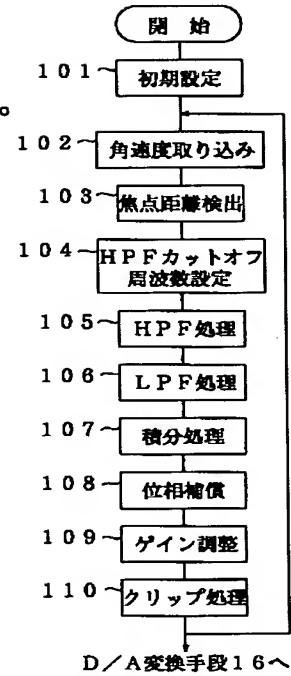 開 始
101 初期設定
102 角速度取り込み
103 焦点距離検出
104 HPFカットオフ
周波数設定
105 HPF処理
106 LPF処理
107 積分処理
108 位相補償
109 ゲイン調整
110 クリップ処理
D/A変換手段16へ